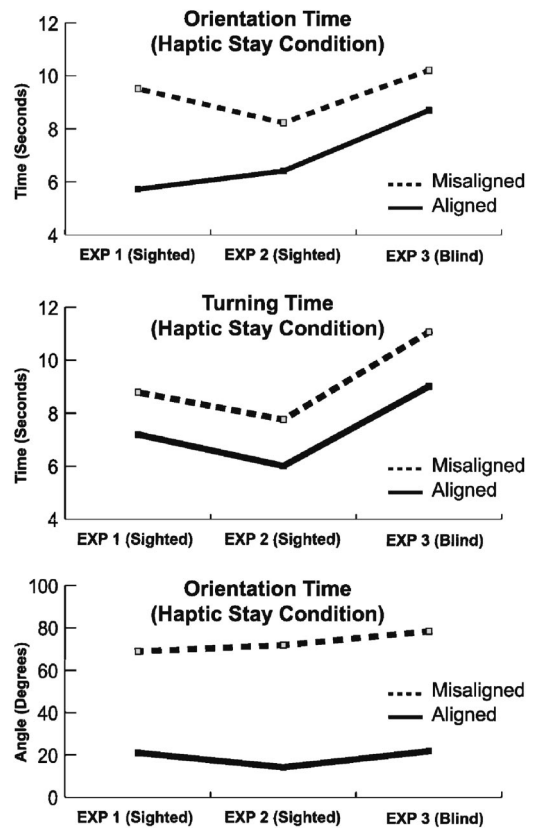 Orientation Time
(Haptic Stay Condition)
12
10
8
6
4
Time (Seconds)
Misaligned
Aligned
EXP 1 (Sighted) EXP 2 (Sighted) EXP 3 (Blind)
Turning Time
(Haptic Stay Condition)
12
10
8
6
4
Time (Seconds)
Misaligned
Aligned
EXP 1 (Sighted) EXP 2 (Sighted) EXP 3 (Blind)
Orientation Time
(Haptic Stay Condition)
100
80
60
40
20
0
Angle (Degrees)
Misaligned
Aligned
EXP 1 (Sighted) EXP 2 (Sighted) EXP 3 (Blind)